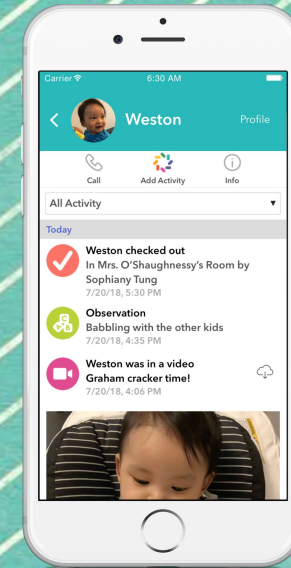 Carrier 6:30 AM
Weston Profile
Call Add Activity Info
All Activity
Today
Weston checked out
In Mrs. O'Shaughnessy's Room by
Sophiany Tung
7/20/18, 5:30 PM
Observation
Babbling with the other kids
7/20/18, 4:35 PM
Weston was in a video
Graham cracker time!
7/20/18, 4:06 PM